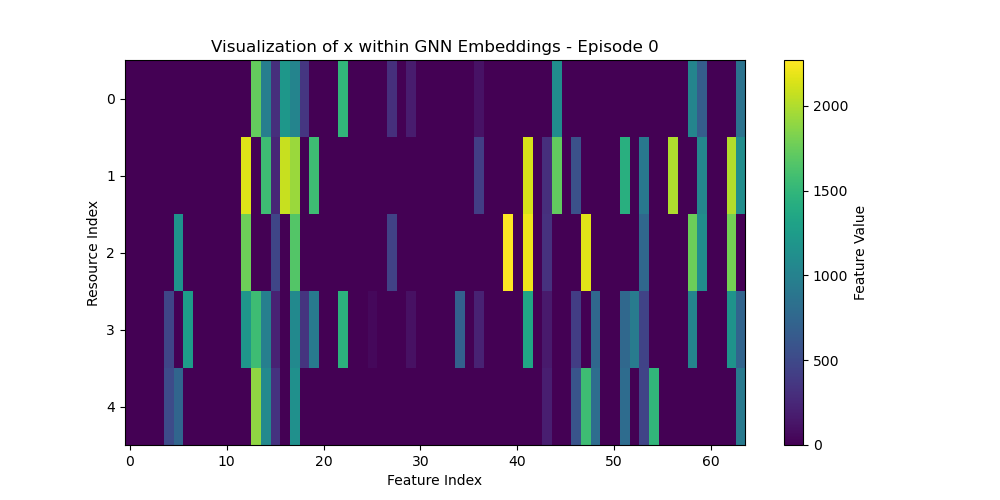 Visualization of x within GNN Embeddings - Episode 0
Resource Index
0
1
2
3
4
0 10 20 30 40 50 60
Feature Index
2000
1500
1000
500
0
Feature Value